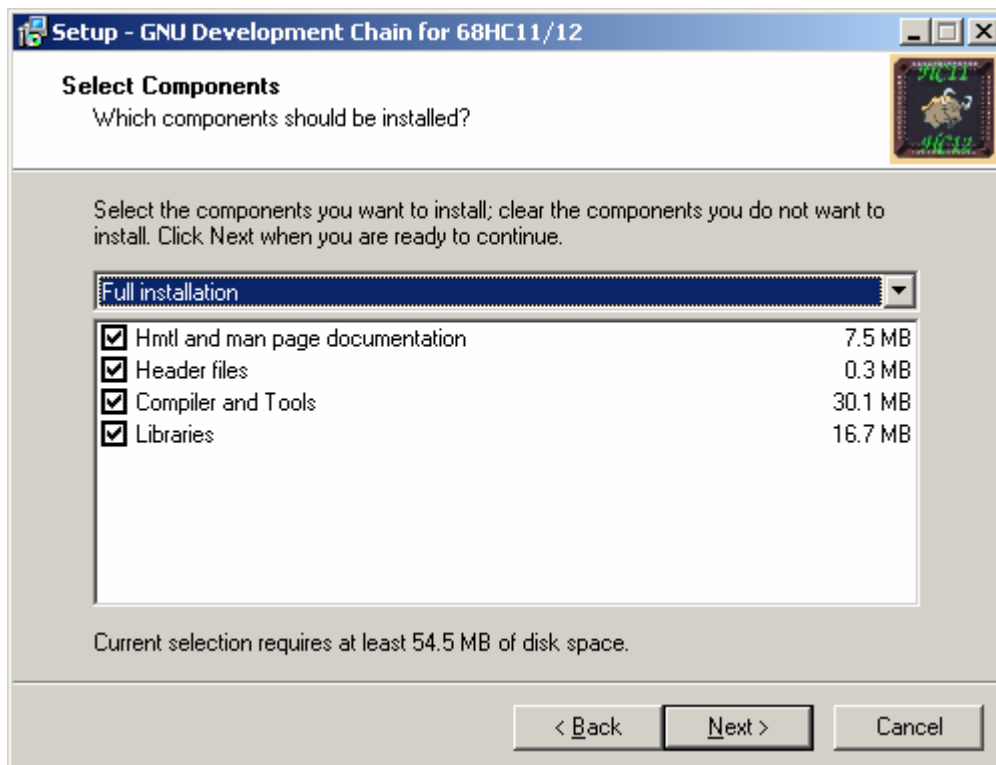 Setup - GNU Development Chain for 68HC11/12
Select Components
Which components should be installed?
HC11
HC12
Select the components you want to install; clear the components you do not want to
install. Click Next when you are ready to continue.
Full installation
Hmtl and man page documentation 7.5 MB
Header files 0.3 MB
Compiler and Tools 30.1 MB
Libraries 16.7 MB
Current selection requires at least 54.5 MB of disk space.
< Back Next > Cancel